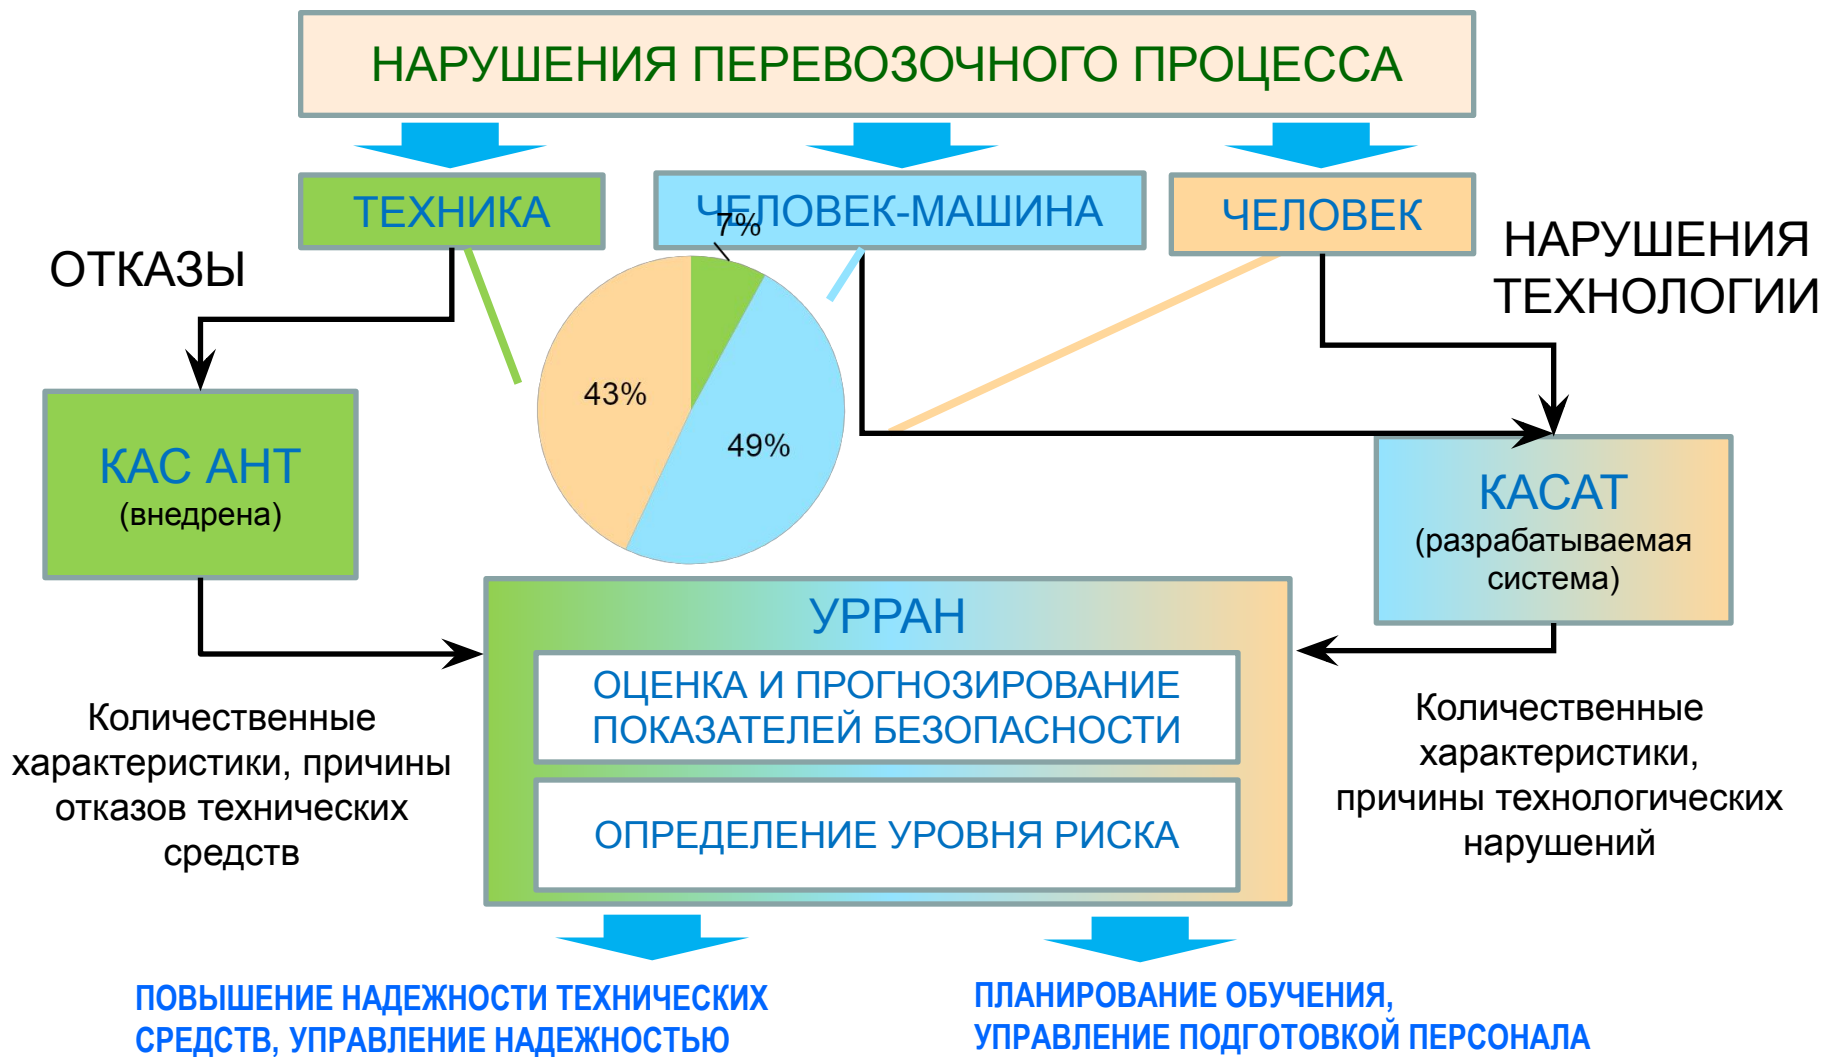 НАРУШЕНИЯ ПЕРЕВОЗОЧНОГО ПРОЦЕССА
ТЕХНИКА
ЧЕЛОВЕК-МАШИНА
ЧЕЛОВЕК
7%
ОТКАЗЫ
НАРУШЕНИЯ
ТЕХНОЛОГИИ
43%
49%
КАС АНТ
(внедрена)
КАСАТ
(разрабатываемая
система)
УРРАН
ОЦЕНКА И ПРОГНОЗИРОВАНИЕ
ПОКАЗАТЕЛЕЙ БЕЗОПАСНОСТИ
ОПРЕДЕЛЕНИЕ УРОВНЯ РИСКА
Количественные
характеристики, причины
отказов технических
средств
Количественные
характеристики,
причины технологических
нарушений
ПОВЫШЕНИЕ НАДЕЖНОСТИ ТЕХНИЧЕСКИХ
СРЕДСТВ, УПРАВЛЕНИЕ НАДЕЖНОСТЬЮ
ПЛАНИРОВАНИЕ ОБУЧЕНИЯ,
УПРАВЛЕНИЕ ПОДГОТОВКОЙ ПЕРСОНАЛА